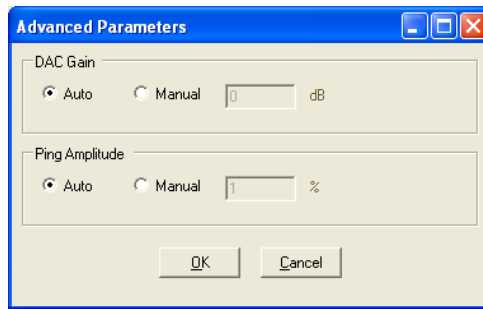 Advanced Parameters
DAC Gain
Auto Manual 0 dB
Ping Amplitude
Auto Manual 1 %
OK Cancel